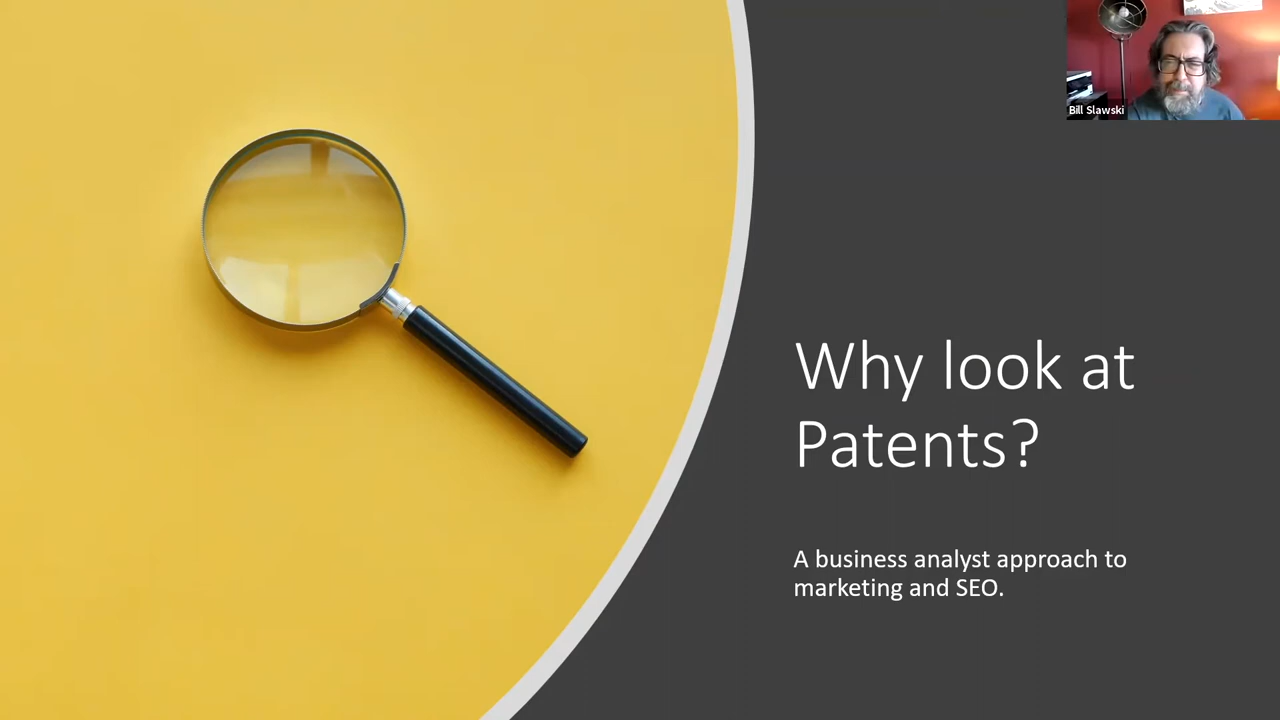 Bill Slawski
Why look at
Patents?
A business analyst approach to
marketing and SEO.